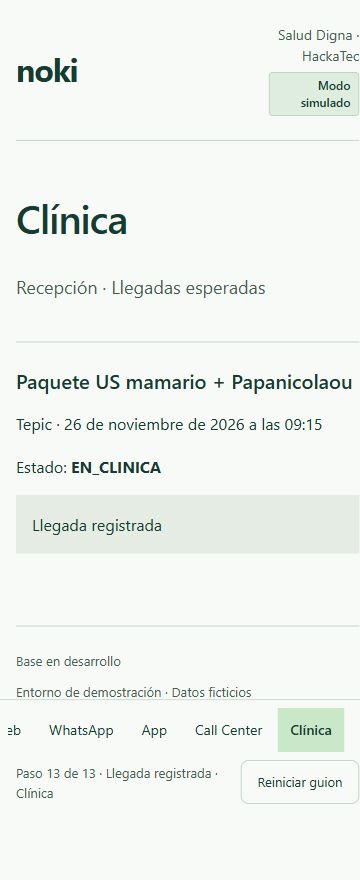 noki
Salud Digna ·
HackaTec
Modo
simulado
Clínica
Recepción · Llegadas esperadas
Paquete US mamario + Papanicolaou
Tepic · 26 de noviembre de 2026 a las 09:15
Estado: EN_CLINICA
Llegada registrada
Base en desarrollo
Entorno de demostración · Datos ficticios
eb WhatsApp App Call Center Clínica
Paso 13 de 13 · Llegada registrada ·
Clínica
Reiniciar guion